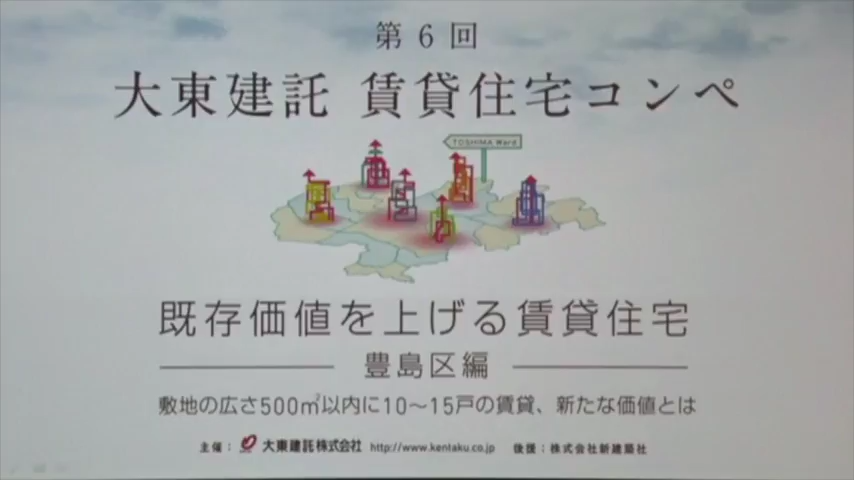 第6回
大東建託 賃貸住宅コンペ
TOSHIMA Ward
既存価値を上げる賃貸住宅
豊島区編
敷地の広さ500㎡以内に10〜15戸の賃貸、新たな価値とは
主催： 大東建託株式会社 http://www.kentaku.co.jp 後援：株式会社新建築社